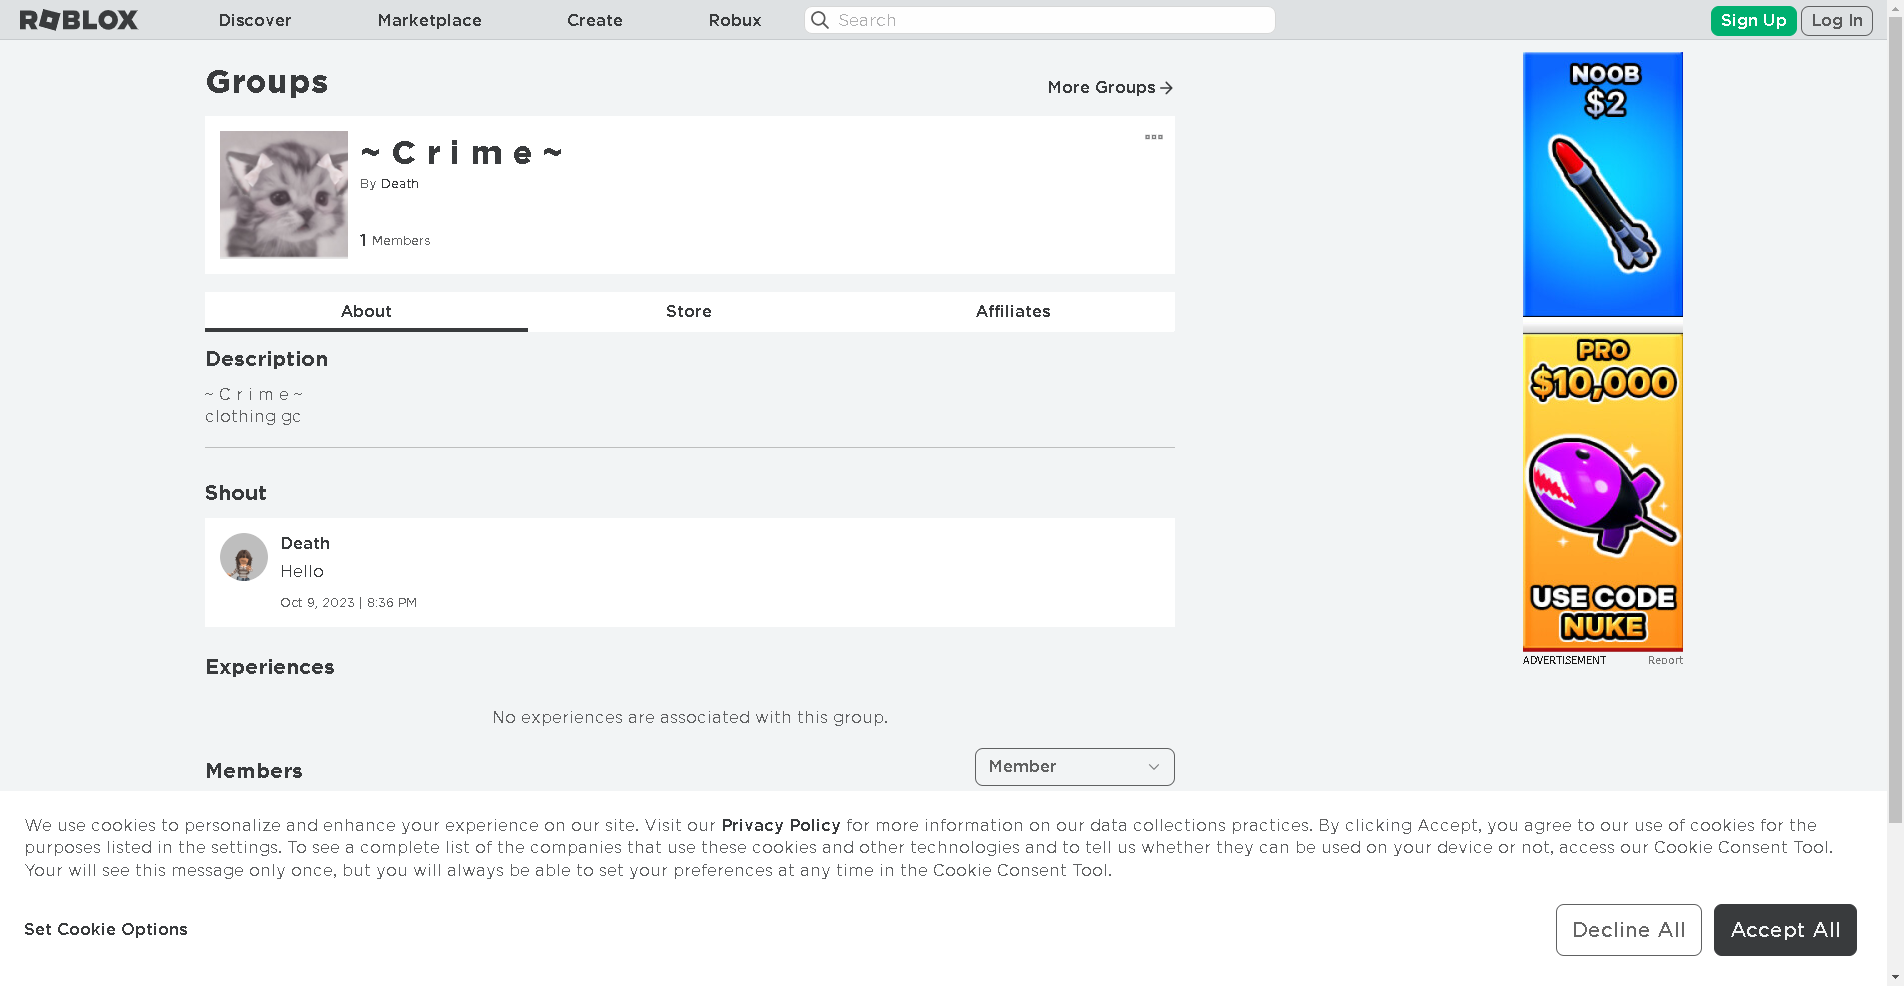 ROBLOX
Discover
Marketplace
Create
Robux
Search
Sign Up
Log In
Groups
More Groups
~ C r i m e ~
By Death
1 Members
About
Store
Affiliates
Description
~ C r i m e ~
clothing gc
Shout
Death
Hello
Oct 9, 2023 | 8:36 PM
Experiences
No experiences are associated with this group.
Members
Member
NOOB
$2
PRO
$10,000
USE CODE
NUKE
ADVERTISEMENT
Report
We use cookies to personalize and enhance your experience on our site. Visit our Privacy Policy for more information on our data collections practices. By clicking Accept, you agree to our use of cookies for the
purposes listed in the settings. To see a complete list of the companies that use these cookies and other technologies and to tell us whether they can be used on your device or not, access our Cookie Consent Tool.
Your will see this message only once, but you will always be able to set your preferences at any time in the Cookie Consent Tool.
Set Cookie Options
Decline All
Accept All